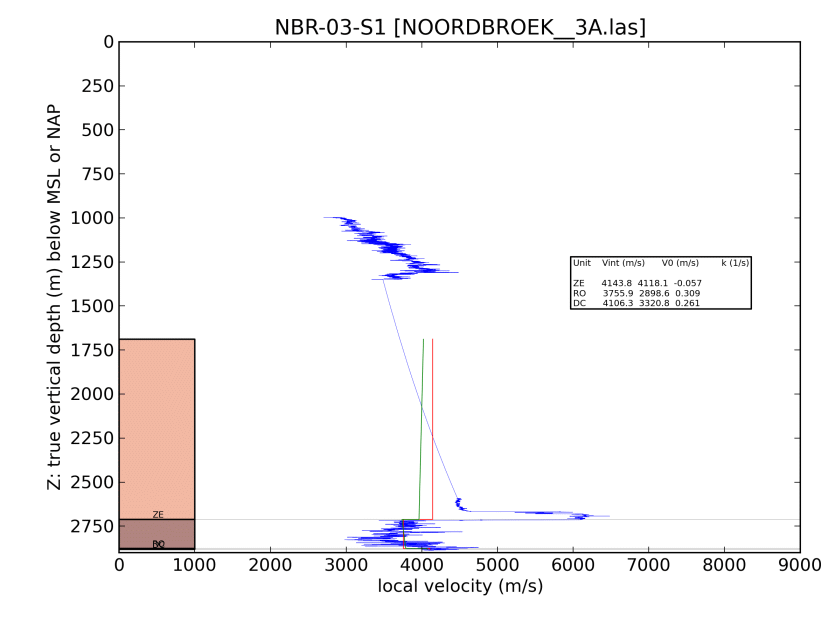 NBR-03-S1 [NOORDBROEK__3A.las]
Z: true vertical depth (m) below MSL or NAP
0
250
500
750
1000
1250
1500
1750
2000
2250
2500
2750
Unit Vint (m/s) V0 (m/s) k (1/s)
ZE 4143.8 4118.1 -0.057
RO 3755.9 2898.6 0.309
DC 4106.3 3320.8 0.261
ZE
0 1000 2000 3000 4000 5000 6000 7000 8000 9000
local velocity (m/s)